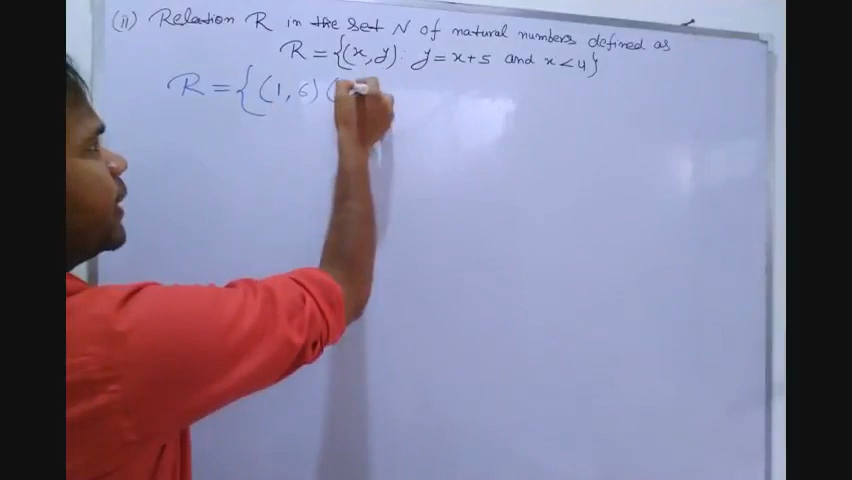 (ii) Relation R in the set N of natural numbers defined as
R = {(x,y): y = x+5 and x<4}
R = { (1, 6) (